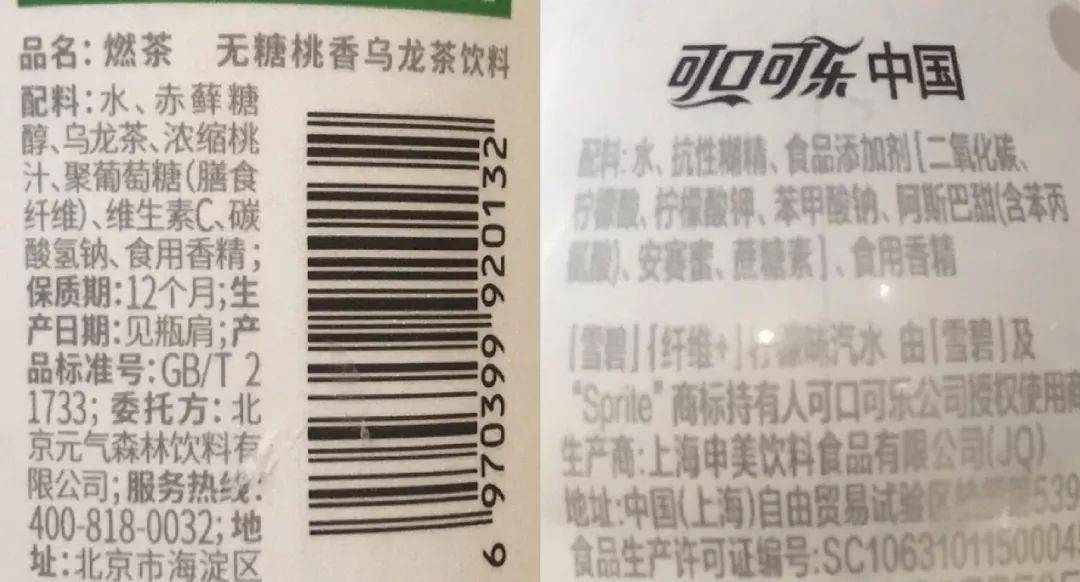 品名：燃茶 无糖桃香乌龙茶饮料
配料：水、赤藓糖
醇、乌龙茶、浓缩桃
汁、聚葡萄糖（膳食
纤维）、维生素C、碳
酸氢钠、食用香精；
保质期：12个月；生
产日期：见瓶肩；产
品标准号：GB/T 2
1733；委托方：北
京元气森林饮料有
限公司；服务热线：
400-818-0032；地
址：北京市海淀区
6 970399 920132
可口可乐中国
配料：水、抗性糊精、食品添加剂[二氧化碳、
柠檬酸、柠檬酸钾、苯甲酸钠、阿斯巴甜(含苯丙
氨酸)、安赛蜜、蔗糖素]、食用香精
[雪碧][纤维+]柠檬味汽水 由[雪碧]及
“Sprite”商标持有人可口可乐公司授权使用商
生产商：上海申美饮料食品有限公司(JQ)
地址：中国(上海)自由贸易试验区 539
食品生产许可证编号：SC106310115000